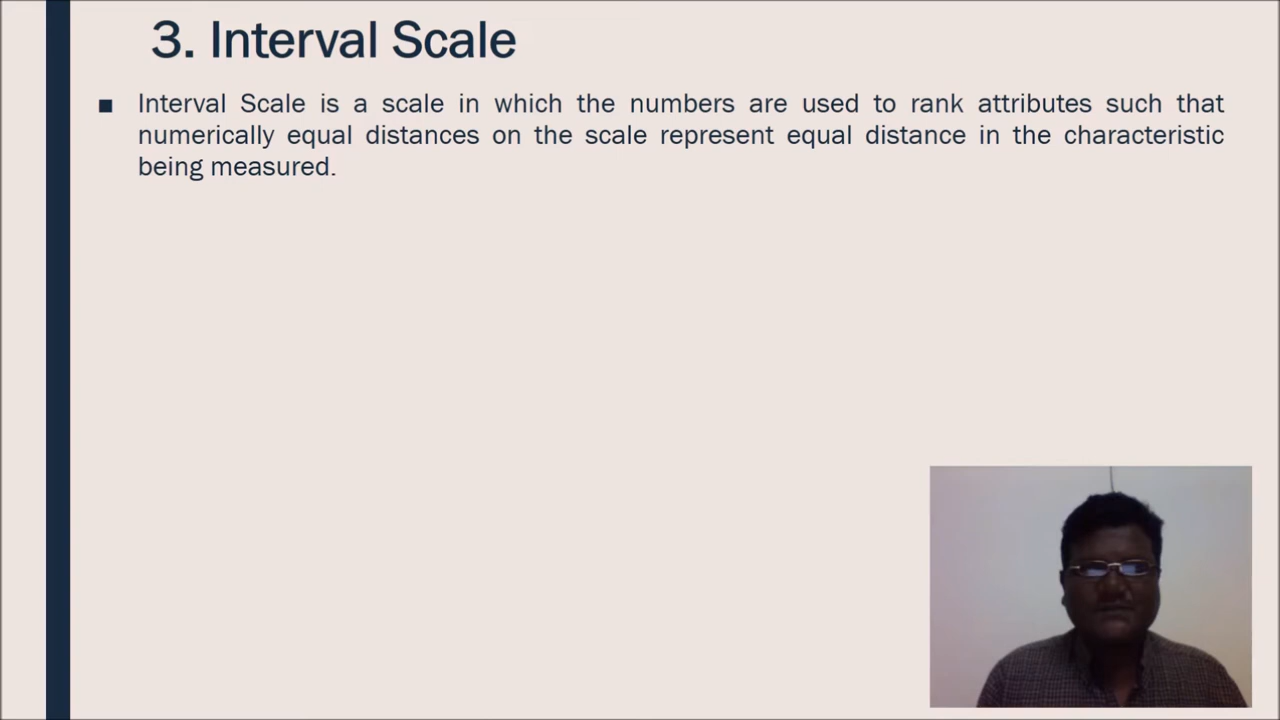 3. Interval Scale
Interval Scale is a scale in which the numbers are used to rank attributes such that
numerically equal distances on the scale represent equal distance in the characteristic
being measured.